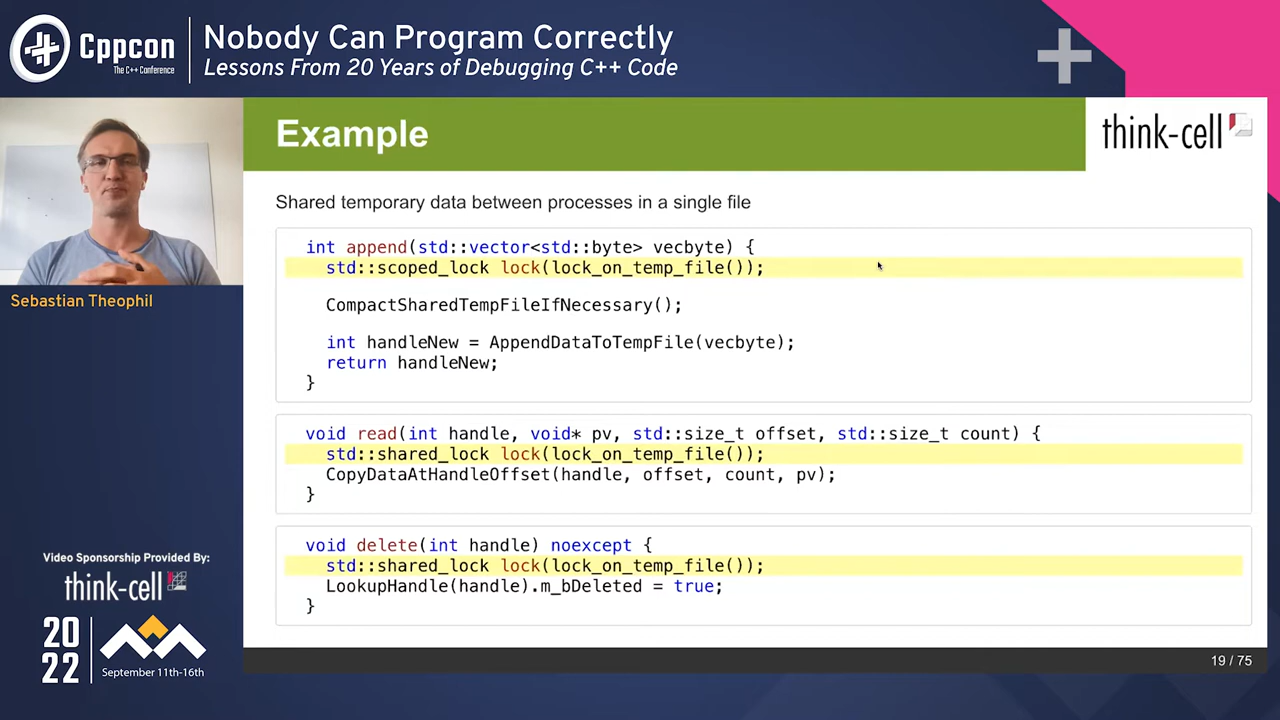 Cppcon
The C++ Conference
Nobody Can Program Correctly
Lessons From 20 Years of Debugging C++ Code
Example
think-cell
Sebastian Theophil
Shared temporary data between processes in a single file
int append(std::vector<std::byte> vecbyte) {
std::scoped_lock lock(lock_on_temp_file());
CompactSharedTempFileIfNecessary();
int handleNew = AppendDataToTempFile(vecbyte);
return handleNew;
}
void read(int handle, void* pv, std::size_t offset, std::size_t count) {
std::shared_lock lock(lock_on_temp_file());
CopyDataAtHandleOffset(handle, offset, count, pv);
}
void delete(int handle) noexcept {
std::shared_lock lock(lock_on_temp_file());
LookupHandle(handle).m_bDeleted = true;
}
Video Sponsorship Provided By:
think-cell
20
22
September 11th-16th
19 / 75